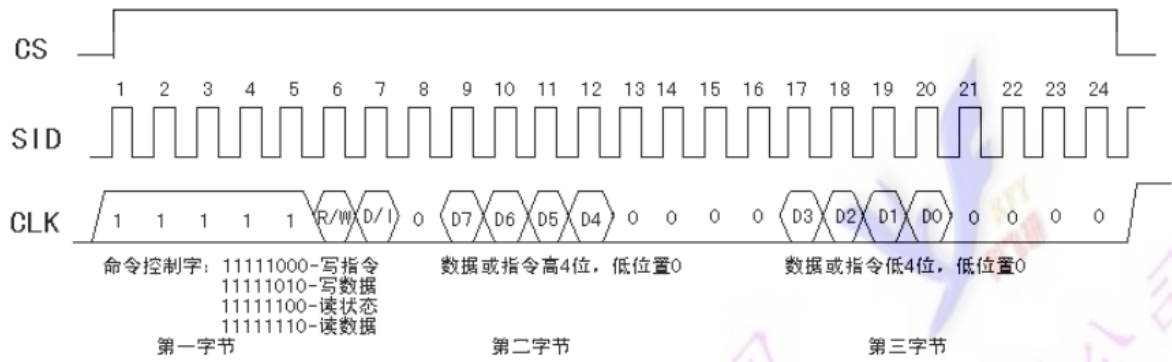 CS
1 2 3 4 5 6 7 8 9 10 11 12 13 14 15 16 17 18 19 20 21 22 23 24
SID
CLK 1 1 1 1 1 R/W D/I 0 D7 D6 D5 D4 0 0 0 0 D3 D2 D1 D0 0 0 0 0
命令控制字: 11111000-写指令 数据或指令高4位, 低位置0 数据或指令低4位, 低位置0
11111010-写数据
11111100-读状态
11111110-读数据
第一字节 第二字节 第三字节